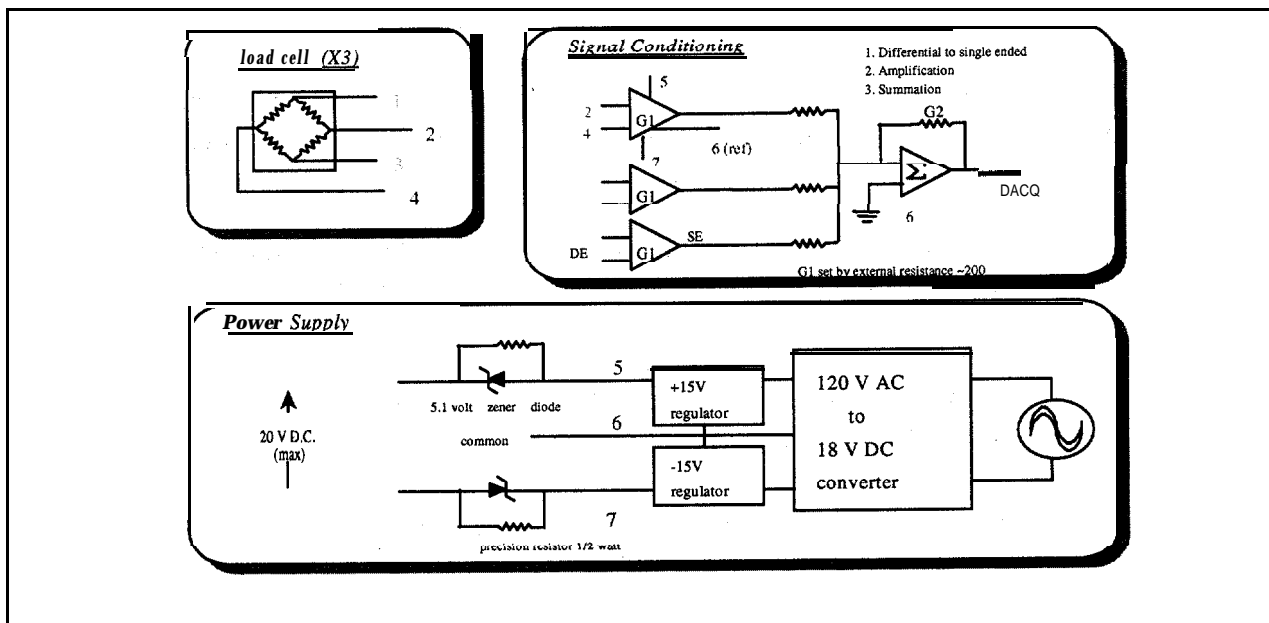 load cell (X3)
1
2
3
4
Signal Conditioning
1. Differential to single ended
2. Amplification
3. Summation
5
2
4
G1
6 (ref)
7
G1
G1
DE
SE
G2
Σ
6
DACQ
G1 set by external resistance ~200
Power Supply
20 V D.C.
(max)
5.1 volt zener diode
common
precision resistor 1/2 watt
5
6
7
+15V
regulator
-15V
regulator
120 V AC
to
18 V DC
converter